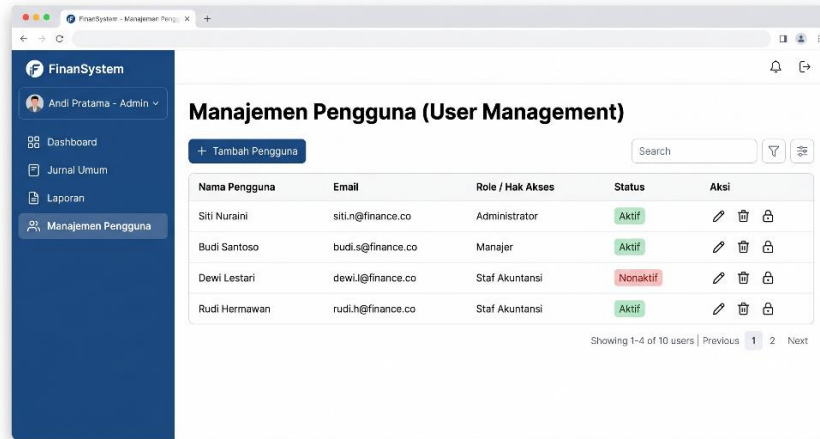 FinanSystem - Manajemen Peng
FinanSystem
Andi Pratama - Admin
Dashboard
Jurnal Umum
Laporan
Manajemen Pengguna
Manajemen Pengguna (User Management)
+ Tambah Pengguna
Search
Nama Pengguna Email Role / Hak Akses Status Aksi
Siti Nuraini siti.n@finance.co Administrator Aktif
Budi Santoso budi.s@finance.co Manajer Aktif
Dewi Lestari dewi.l@finance.co Staf Akuntansi Nonaktif
Rudi Hermawan rudi.h@finance.co Staf Akuntansi Aktif
Showing 1-4 of 10 users | Previous 1 2 Next